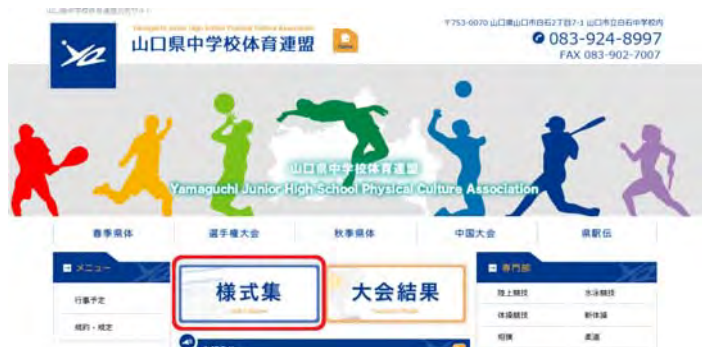 〒753-0070 山口県山口市白石2丁目7-1 山口市立白石中学校内
山口県中学校体育連盟
083-924-8997
FAX 083-902-7007
山口県中学校体育連盟
Yamaguchi Junior High School Physical Culture Association
春季県体
選手権大会
秋季県体
中国大会
県駅伝
メニュー
行事予定
規約・規定
様式集
大会結果
専門部
陸上競技
水泳競技
体操競技
新体操
相撲
柔道